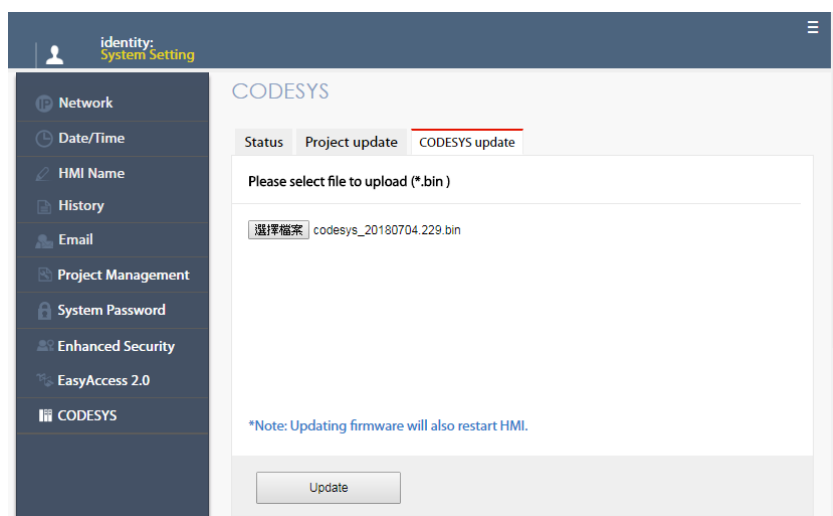 identity:
System Setting
Network
Date/Time
HMI Name
History
Email
Project Management
System Password
Enhanced Security
EasyAccess 2.0
CODESYS
CODESYS
Status Project update CODESYS update
Please select file to upload (*.bin )
選擇檔案 codesys_20180704.229.bin
*Note: Updating firmware will also restart HMI.
Update